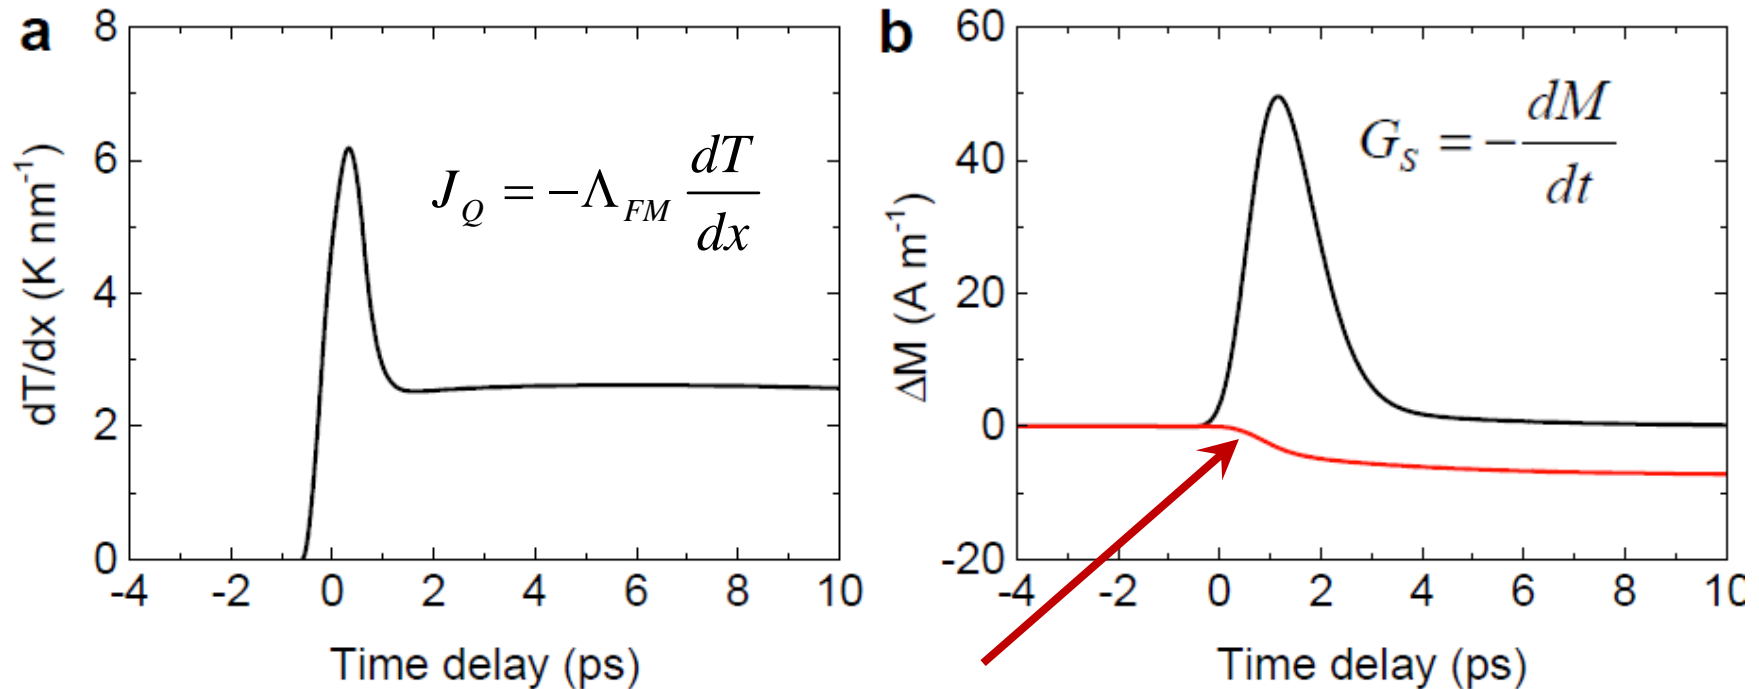 a
8
6
4
2
0
dT/dx (K nm⁻¹)
J_Q = −Λ_FM dT/dx
-4 -2 0 2 4 6 8 10
Time delay (ps)
b
60
40
20
0
-20
ΔM (A m⁻¹)
G_S = − dM/dt
-4 -2 0 2 4 6 8 10
Time delay (ps)